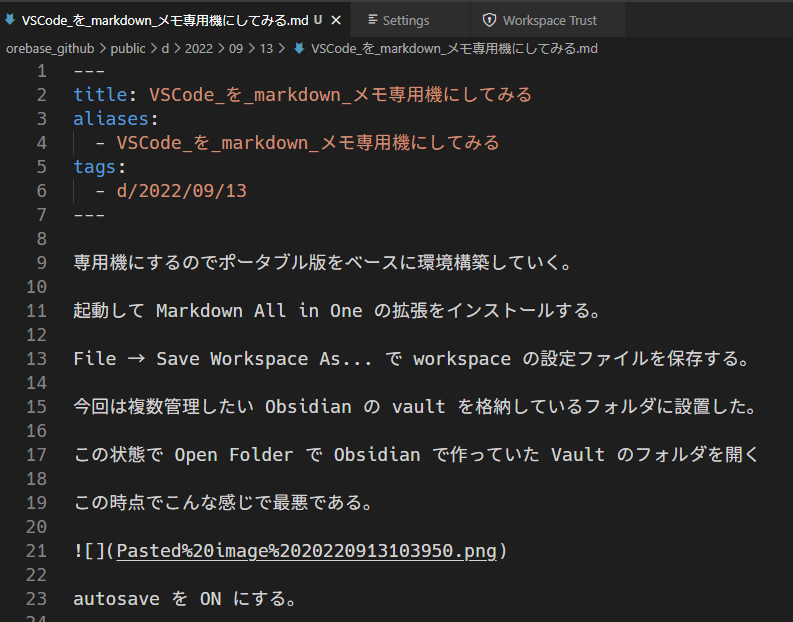 VSCode_を_markdown_メモ専用機にしてみる.md U × Settings Workspace Trust
orebase_github > public > d > 2022 > 09 > 13 > VSCode_を_markdown_メモ専用機にしてみる.md
1 ---
2 title: VSCode_を_markdown_メモ専用機にしてみる
3 aliases:
4 - VSCode_を_markdown_メモ専用機にしてみる
5 tags:
6 - d/2022/09/13
7 ---
8
9 専用機にするのでポータブル版をベースに環境構築していく。
10
11 起動して Markdown All in One の拡張をインストールする。
12
13 File → Save Workspace As... で workspace の設定ファイルを保存する。
14
15 今回は複数管理したい Obsidian の vault を格納しているフォルダに設置した。
16
17 この状態で Open Folder で Obsidian で作っていた Vault のフォルダを開く
18
19 この時点でこんな感じで最悪である。
20
21 ![](Pasted%20image%2020220913103950.png)
22
23 autosave を ON にする。
24